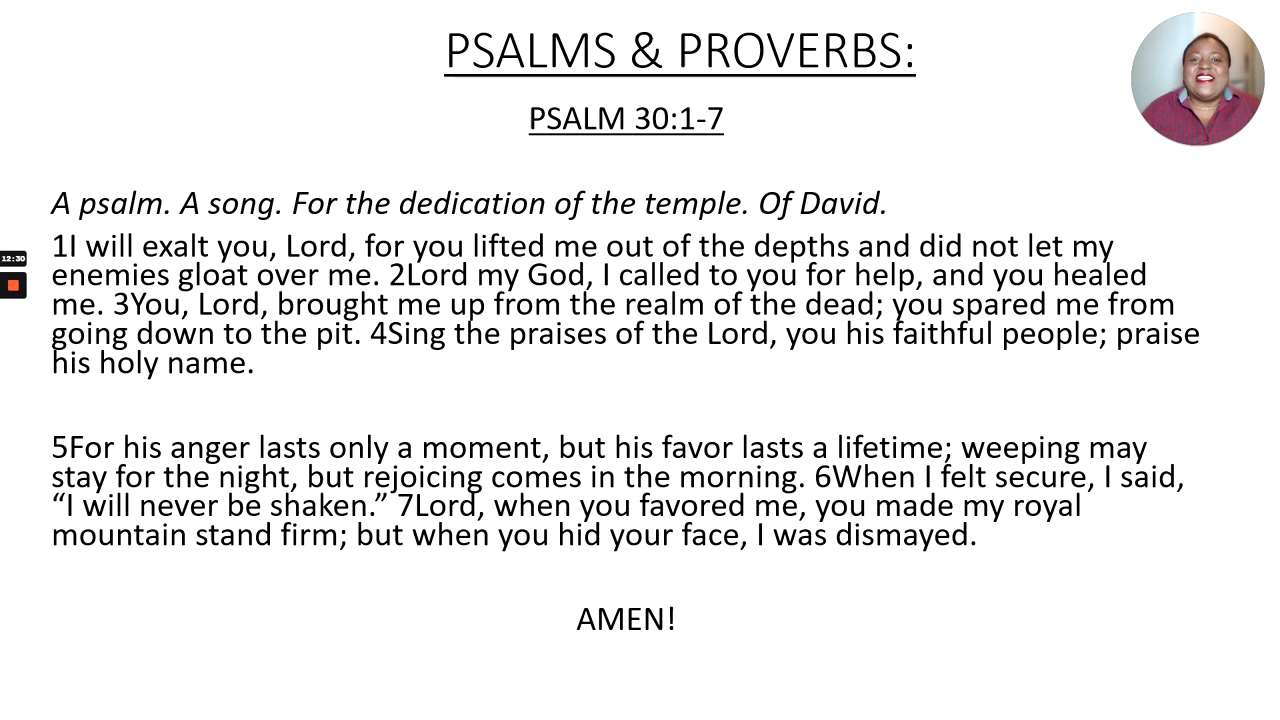 PSALMS & PROVERBS:
PSALM 30:1-7
A psalm. A song. For the dedication of the temple. Of David.
1I will exalt you, Lord, for you lifted me out of the depths and did not let my
enemies gloat over me. 2Lord my God, I called to you for help, and you healed
me. 3You, Lord, brought me up from the realm of the dead; you spared me from
going down to the pit. 4Sing the praises of the Lord, you his faithful people; praise
his holy name.
5For his anger lasts only a moment, but his favor lasts a lifetime; weeping may
stay for the night, but rejoicing comes in the morning. 6When I felt secure, I said,
“I will never be shaken.” 7Lord, when you favored me, you made my royal
mountain stand firm; but when you hid your face, I was dismayed.
AMEN!
12:30